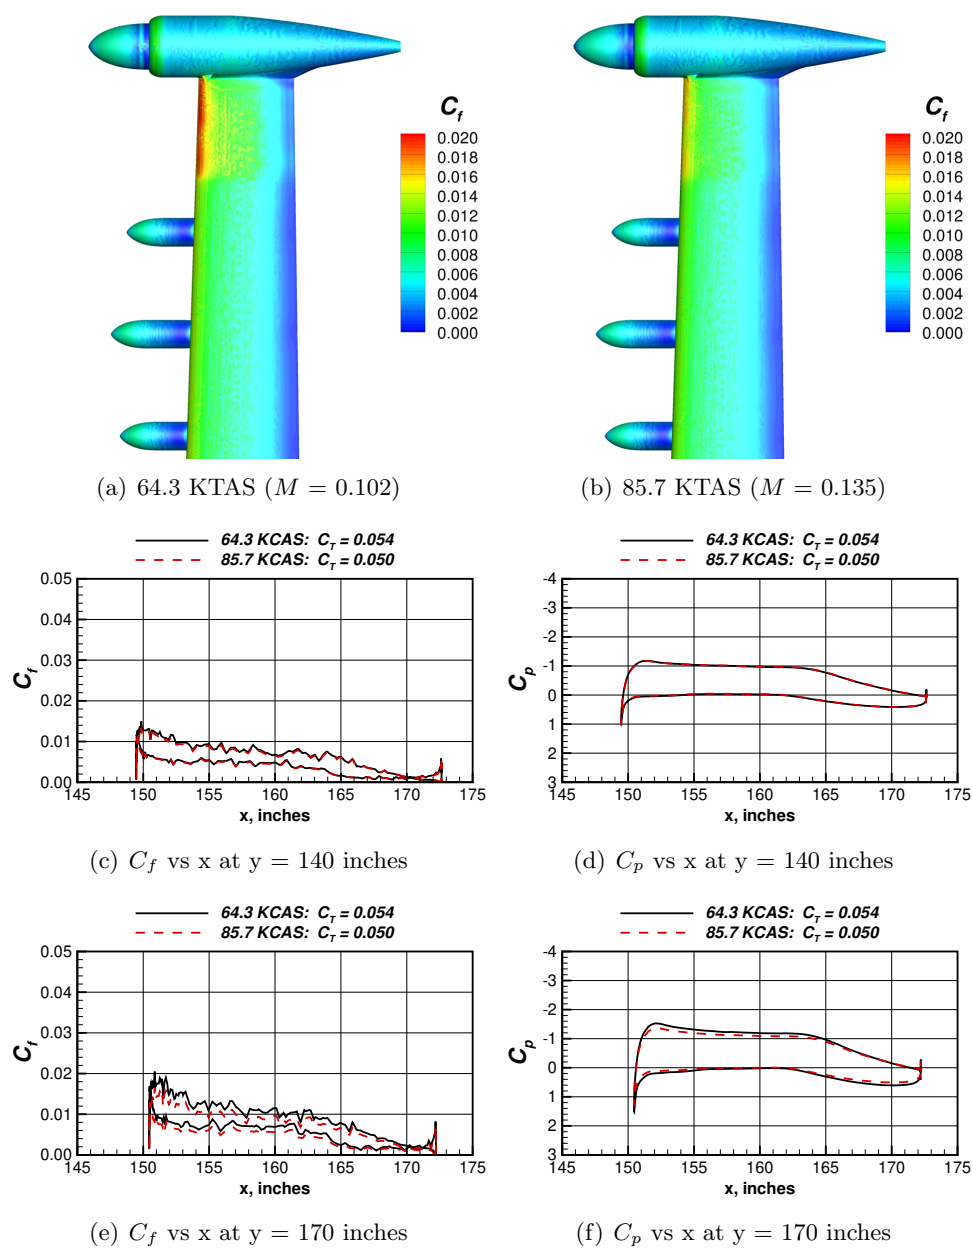 C_f
0.020
0.018
0.016
0.014
0.012
0.010
0.008
0.006
0.004
0.002
0.000
C_f
0.020
0.018
0.016
0.014
0.012
0.010
0.008
0.006
0.004
0.002
0.000
(a) 64.3 KTAS (M = 0.102)
(b) 85.7 KTAS (M = 0.135)
64.3 KCAS: C_T = 0.054
85.7 KCAS: C_T = 0.050
0.05
0.04
0.03
0.02
0.01
0.00
C_f
145 150 155 160 165 170 175
x, inches
64.3 KCAS: C_T = 0.054
85.7 KCAS: C_T = 0.050
-4
-3
-2
-1
0
1
2
3
C_p
145 150 155 160 165 170 175
x, inches
(c) C_f vs x at y = 140 inches
(d) C_p vs x at y = 140 inches
64.3 KCAS: C_T = 0.054
85.7 KCAS: C_T = 0.050
0.05
0.04
0.03
0.02
0.01
0.00
C_f
145 150 155 160 165 170 175
x, inches
64.3 KCAS: C_T = 0.054
85.7 KCAS: C_T = 0.050
-4
-3
-2
-1
0
1
2
3
C_p
145 150 155 160 165 170 175
x, inches
(e) C_f vs x at y = 170 inches
(f) C_p vs x at y = 170 inches